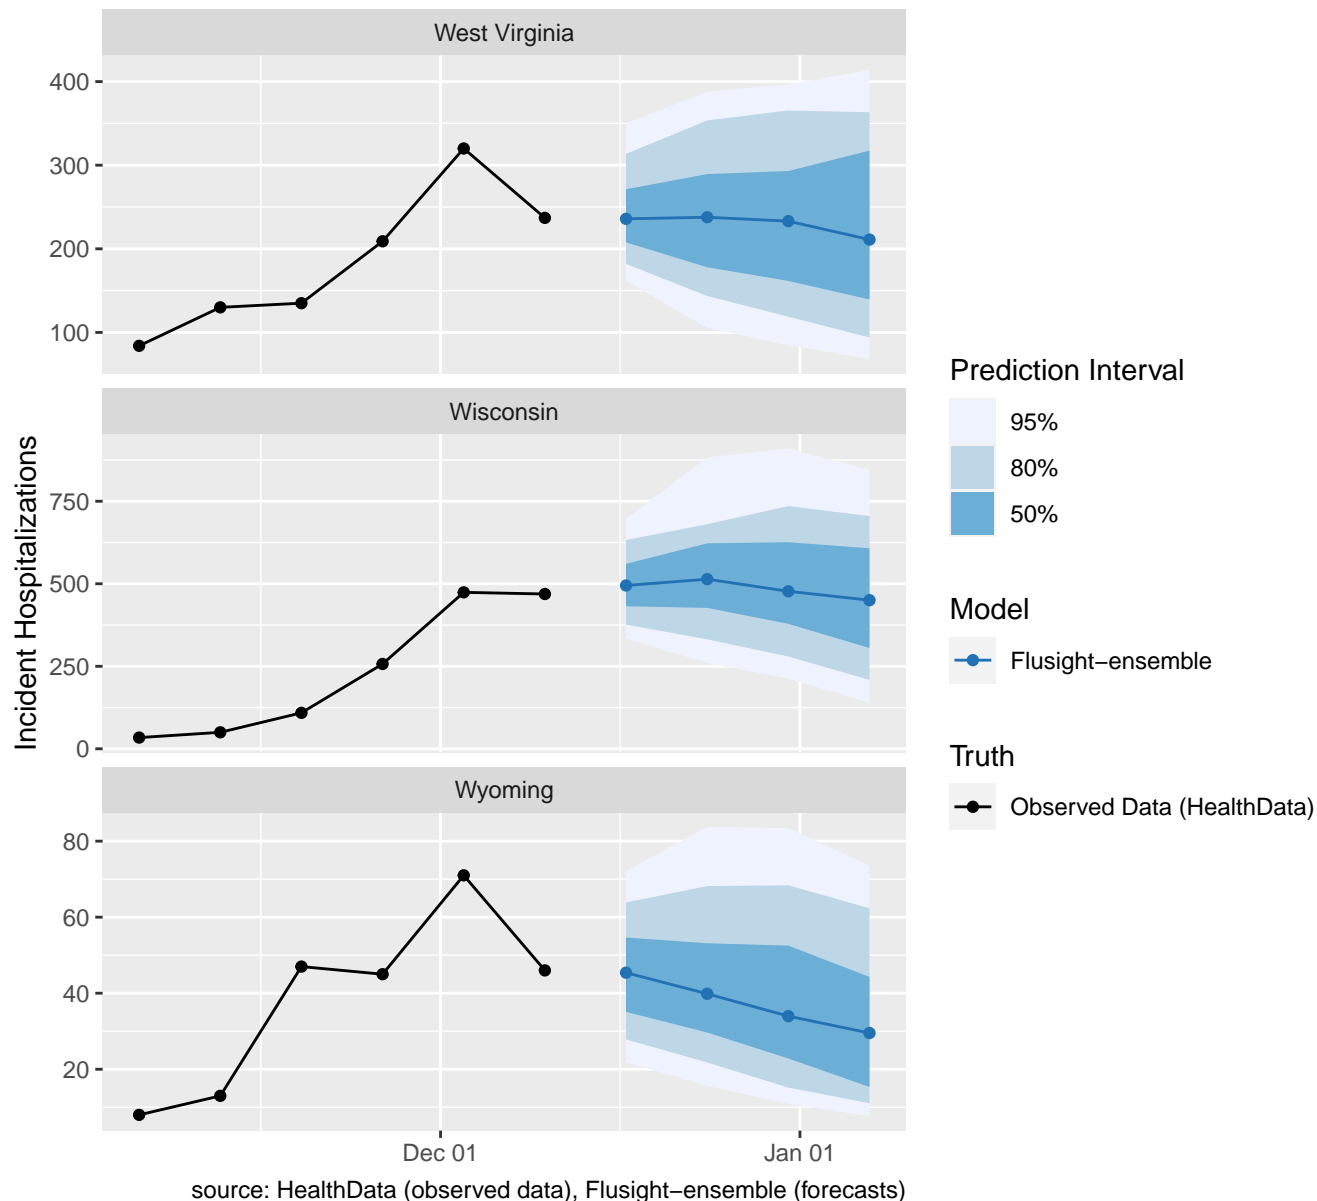 West Virginia
400
300
200
100
Wisconsin
750
500
250
0
Wyoming
80
60
40
20
Dec 01
Jan 01
Incident Hospitalizations
source: HealthData (observed data), Flusight−ensemble (forecasts)
Prediction Interval
95%
80%
50%
Model
Flusight−ensemble
Truth
Observed Data (HealthData)